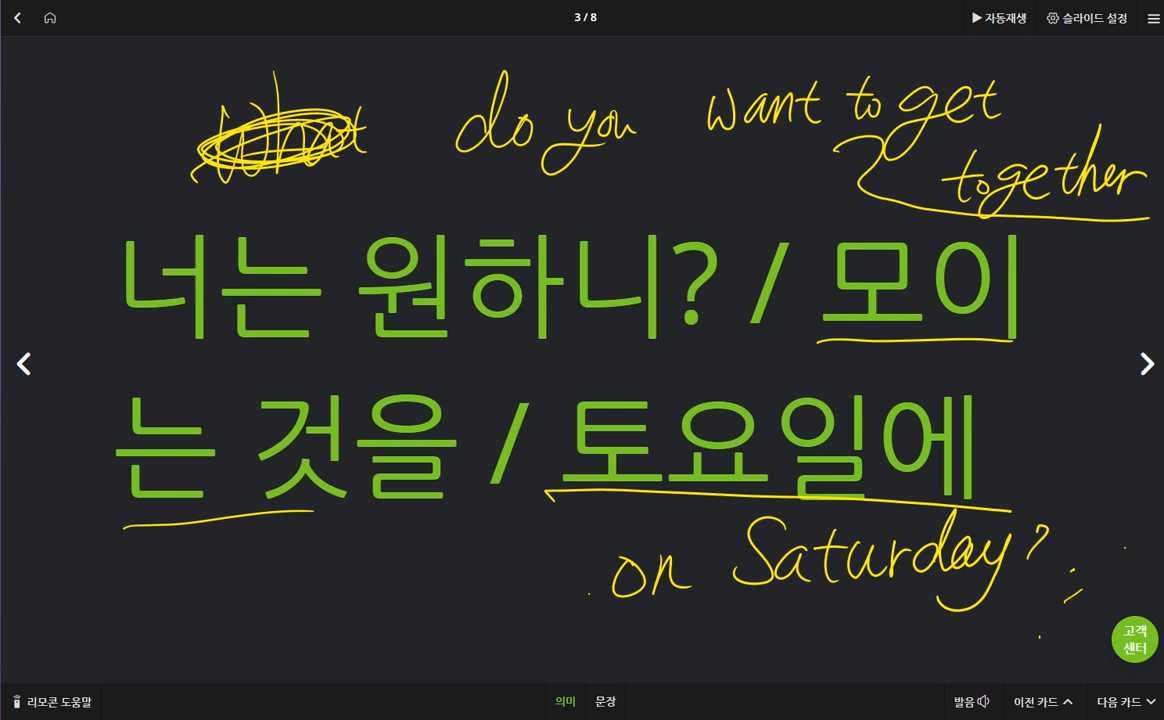 3 / 8
자동재생
슬라이드 설정
do you want to get
together
너는 원하니? / 모이
는 것을 / 토요일에
on Saturday?
고객
센터
리모콘 도움말
의미
문장
발음
이전 카드
다음 카드